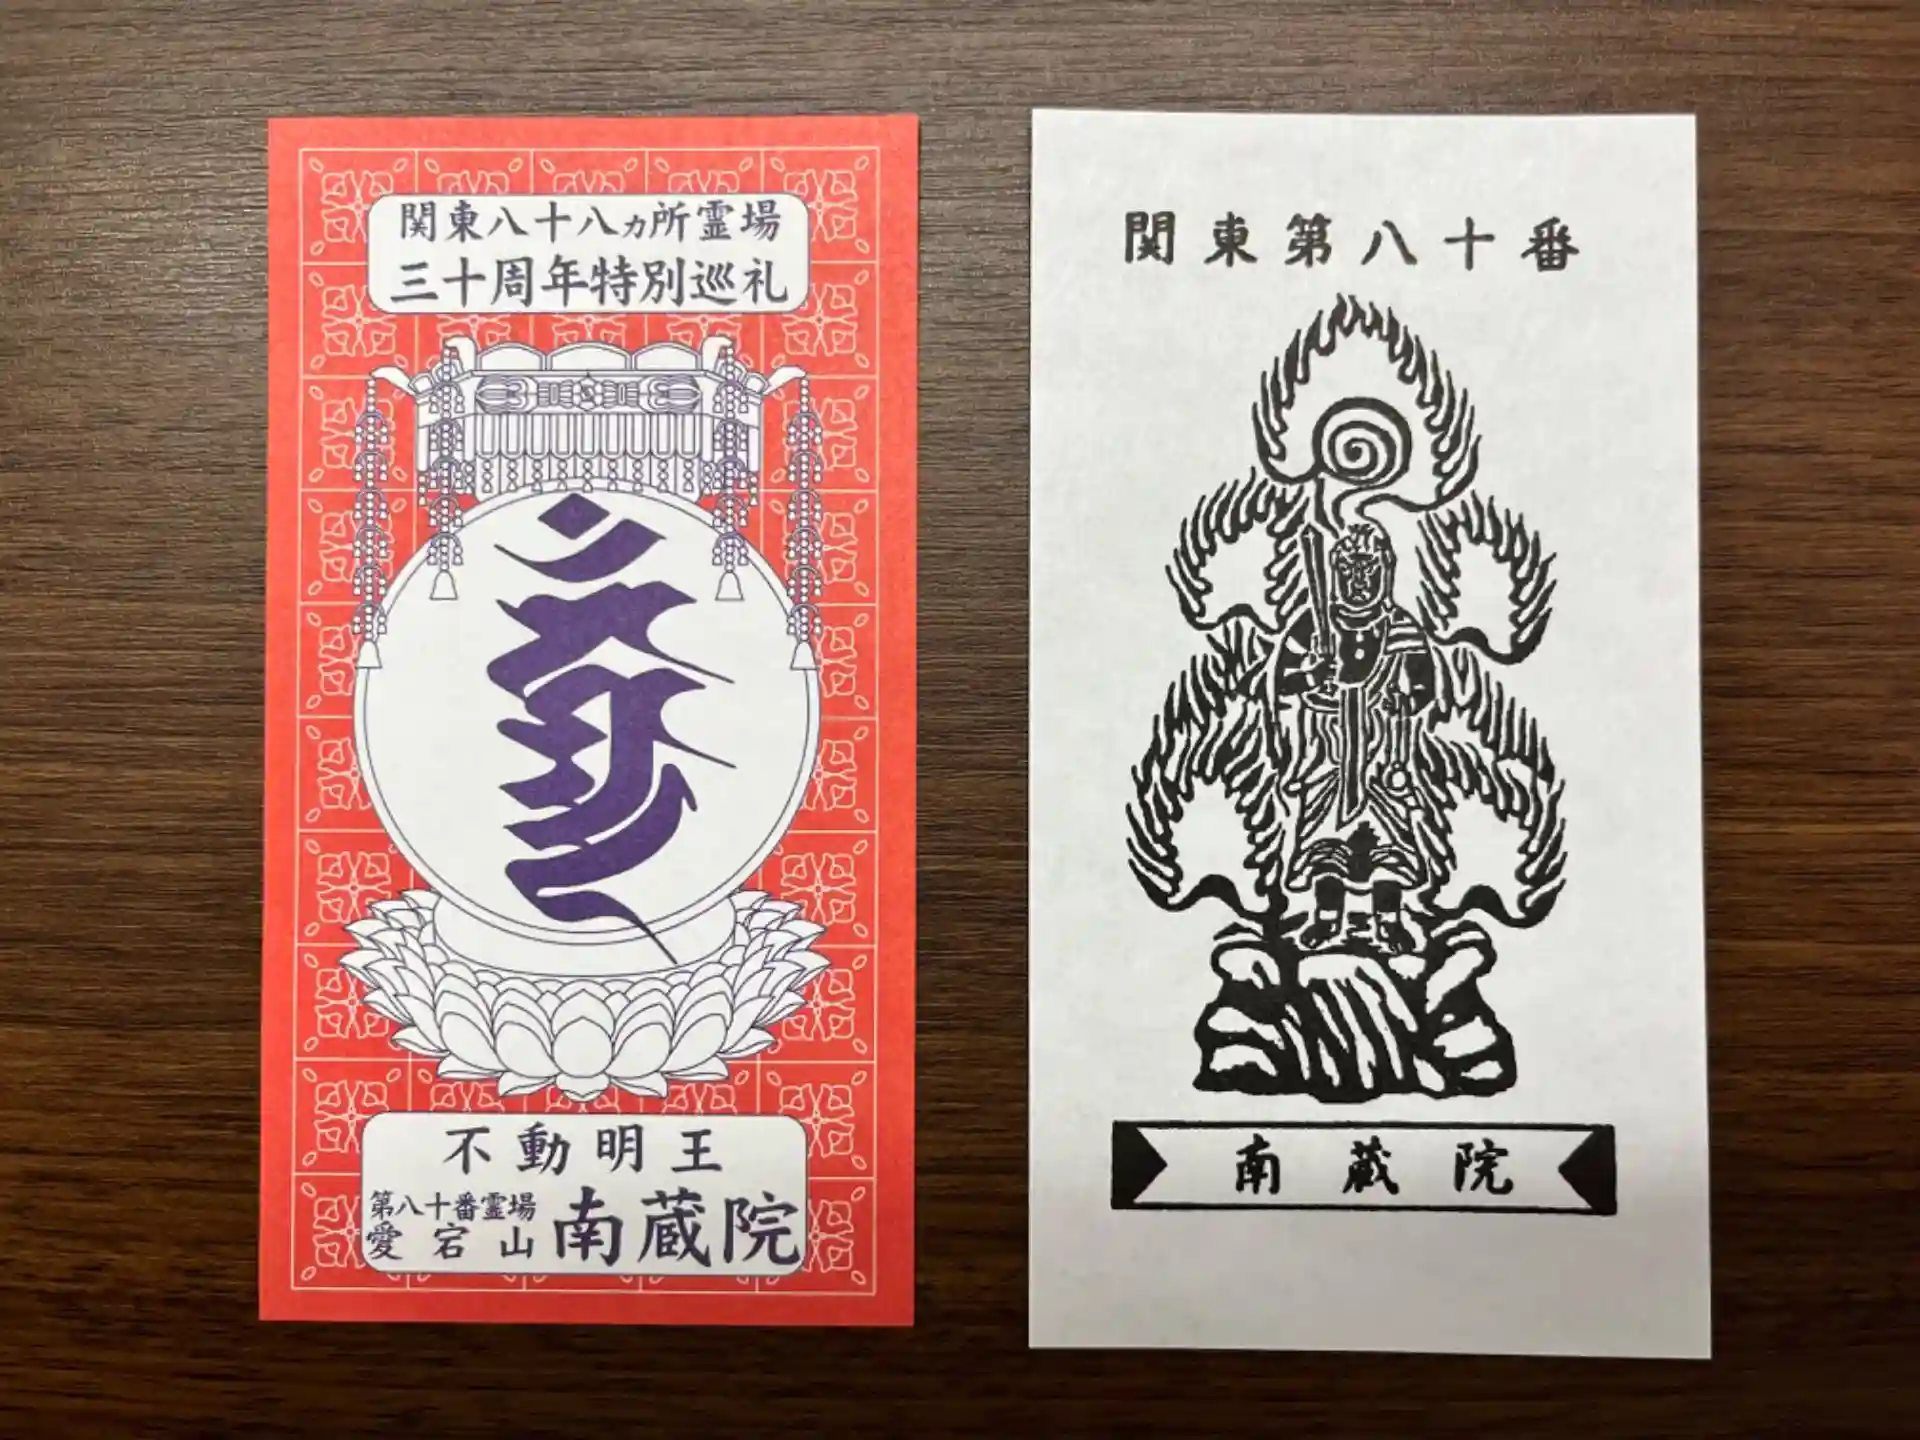 関東八十八ヵ所霊場
三十周年特別巡礼
不動明王
第八十番霊場
愛宕山
南蔵院
関東第八十番
南蔵院